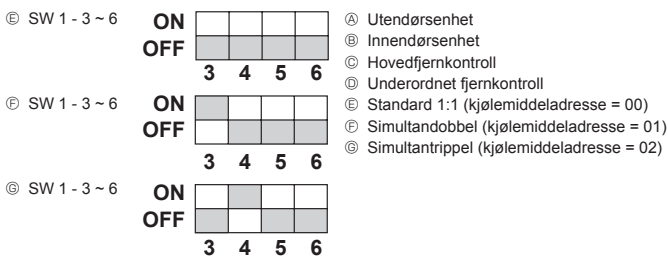 Ⓔ SW 1 - 3 ~ 6
ON
OFF
3 4 5 6
Ⓕ SW 1 - 3 ~ 6
ON
OFF
3 4 5 6
Ⓖ SW 1 - 3 ~ 6
ON
OFF
3 4 5 6
Ⓐ Utendørsenhet
Ⓑ Innendørsenhet
Ⓒ Hovedfjernkontroll
Ⓓ Underordnet fjernkontroll
Ⓔ Standard 1:1 (kjølemiddeladresse = 00)
Ⓕ Simultandobbel (kjølemiddeladresse = 01)
Ⓖ Simultantrippel (kjølemiddeladresse = 02)